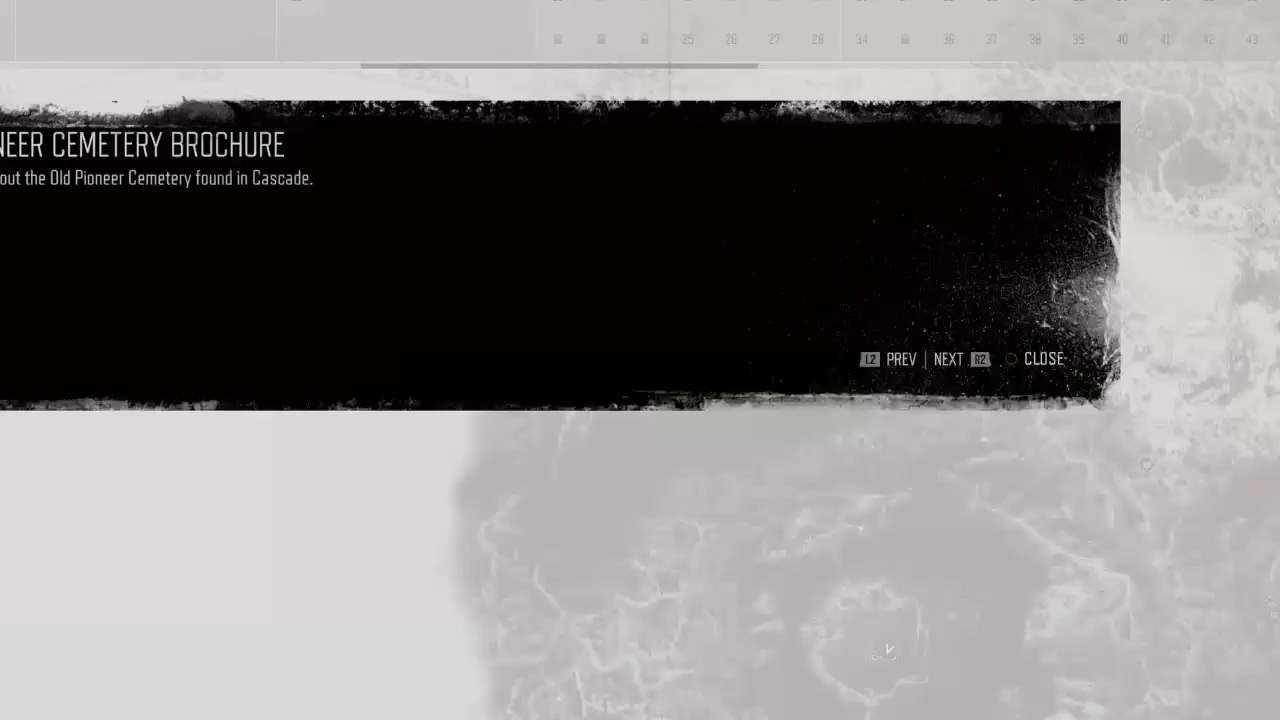 25 26 27 28 34 36 37 38 39 40 41 42 43
NEER CEMETERY BROCHURE
out the Old Pioneer Cemetery found in Cascade.
L2 PREV | NEXT R2 CLOSE